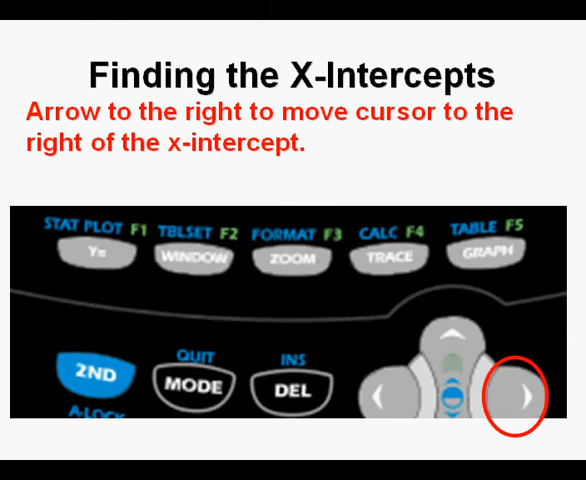 Finding the X-Intercepts
Arrow to the right to move cursor to the
right of the x-intercept.
STAT PLOT F1 TBLSET F2 FORMAT F3 CALC F4 TABLE F5
Y= WINDOW ZOOM TRACE GRAPH
QUIT INS
2ND MODE DEL
A-LOCK